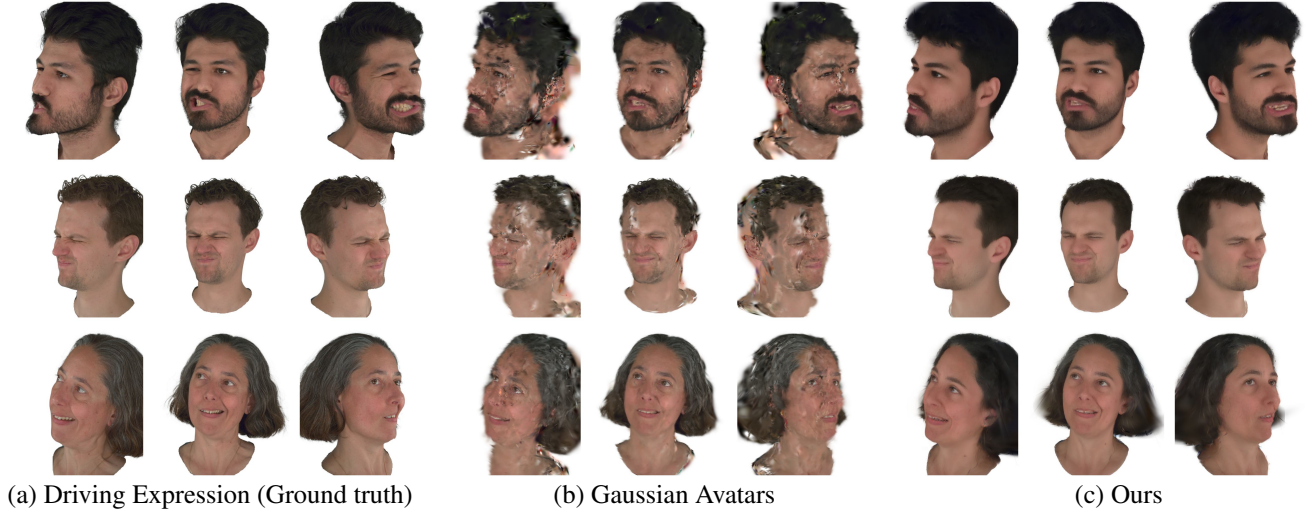 (a) Driving Expression (Ground truth)
(b) Gaussian Avatars
(c) Ours